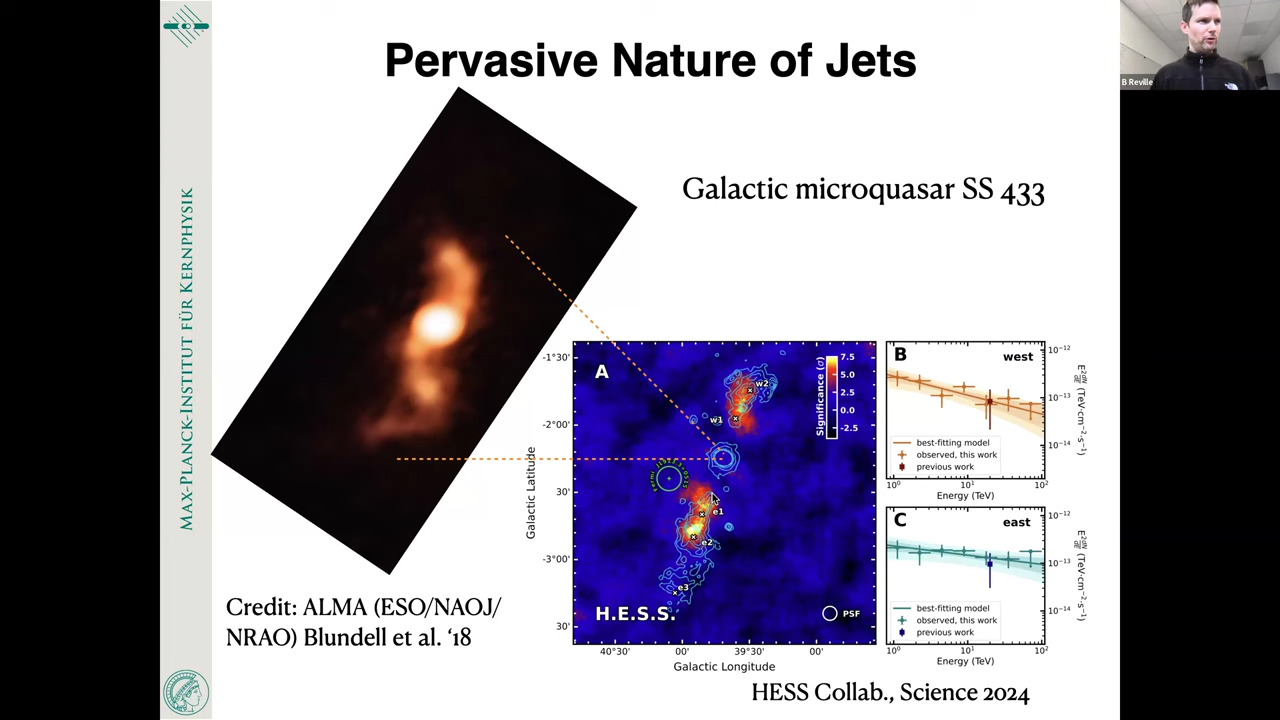 Pervasive Nature of Jets
B Reville
MAX-PLANCK-INSTITUT FÜR KERNPHYSIK
Galactic microquasar SS 433
A
H.E.S.S.
PSF
w2
w1
e1
e2
e3
Significance (σ)
7.5
5.0
2.5
0.0
-2.5
-1°30'
-2°00'
30'
-3°00'
30'
Galactic Latitude
40°30' 00' 39°30' 00'
Galactic Longitude
B
west
best-fitting model
observed, this work
previous work
10⁻¹²
10⁻¹³
10⁻¹⁴
10⁰ 10¹ 10²
Energy (TeV)
C
east
best-fitting model
observed, this work
previous work
10⁻¹²
10⁻¹³
10⁻¹⁴
10⁰ 10¹ 10²
Energy (TeV)
Credit: ALMA (ESO/NAOJ/
NRAO) Blundell et al. ‘18
HESS Collab., Science 2024